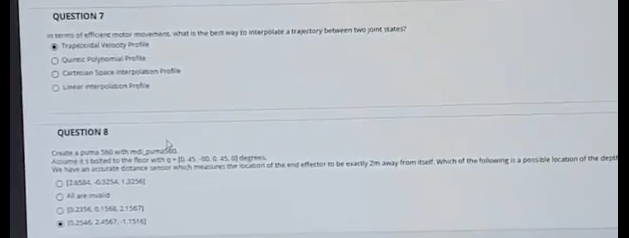 QUESTION 7
in terms of efficient motor movement, what is the best way to interpolate a trajectory between two joint states?
Trapezoidal Velocity Profile
Quintic Polynomial Profile
Cartesian Space Interpolation Profile
Linear Interpolation Profile
QUESTION 8
Create a puma 560 with mdl_puma560.
Assume it's bolted to the floor with q = 45, 0, 45, 0] degrees.
We have an accurate distance sensor which measures the location of the end effector to be exactly 2m away from itself. Which of the following is a possible location of the
All are invalid